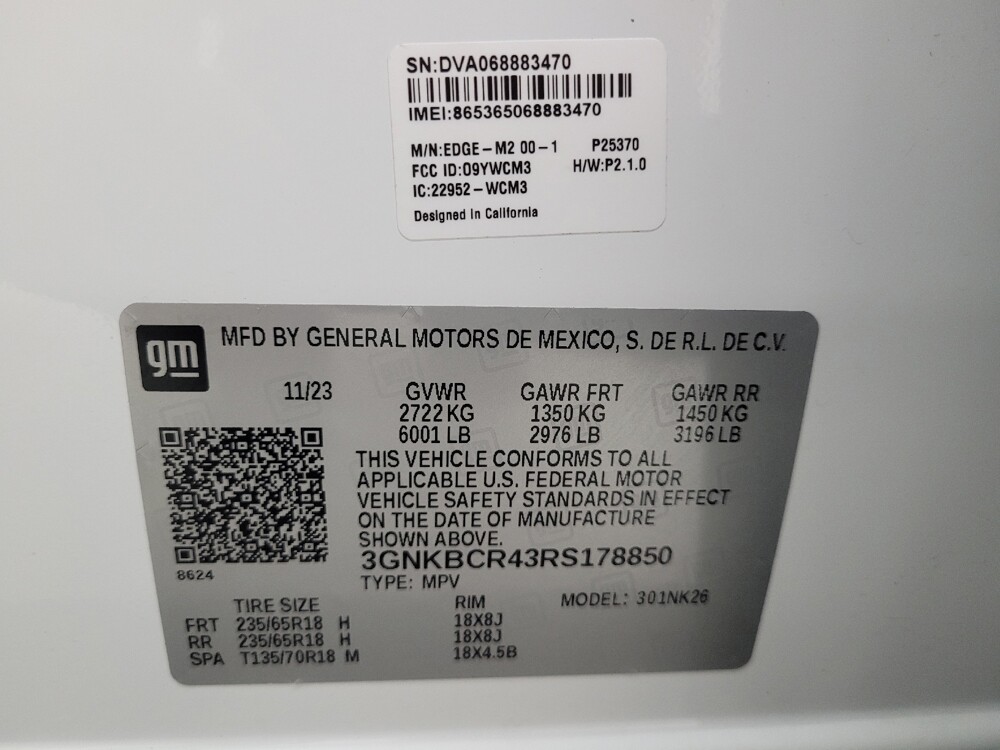 SN:DVA068883470
IMEI:865365068883470
M/N:EDGE-M2 00-1 P25370
FCC ID:O9YWCM3 H/W:P2.1.0
IC:22952-WCM3
Designed in California
gm MFD BY GENERAL MOTORS DE MEXICO, S. DE R.L. DE C.V.
11/23 GVWR GAWR FRT GAWR RR
2722 KG 1350 KG 1450 KG
6001 LB 2976 LB 3196 LB
THIS VEHICLE CONFORMS TO ALL
APPLICABLE U.S. FEDERAL MOTOR
VEHICLE SAFETY STANDARDS IN EFFECT
ON THE DATE OF MANUFACTURE
SHOWN ABOVE.
3GNKBCR43RS178850
8624
TYPE: MPV
TIRE SIZE RIM MODEL: 301NK26
FRT 235/65R18 H 18X8J
RR 235/65R18 H 18X8J
SPA T135/70R18 M 18X4.5B